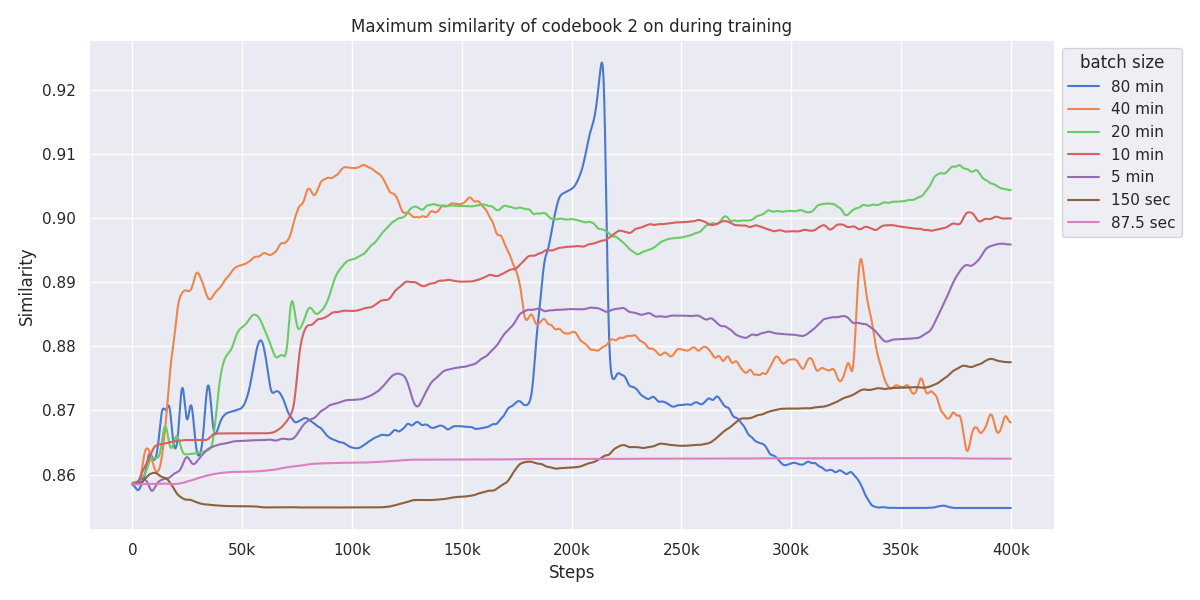 Maximum similarity of codebook 2 on during training
Similarity
0.92
0.91
0.90
0.89
0.88
0.87
0.86
0
50k
100k
150k
200k
250k
300k
350k
400k
Steps
batch size
80 min
40 min
20 min
10 min
5 min
150 sec
87.5 sec